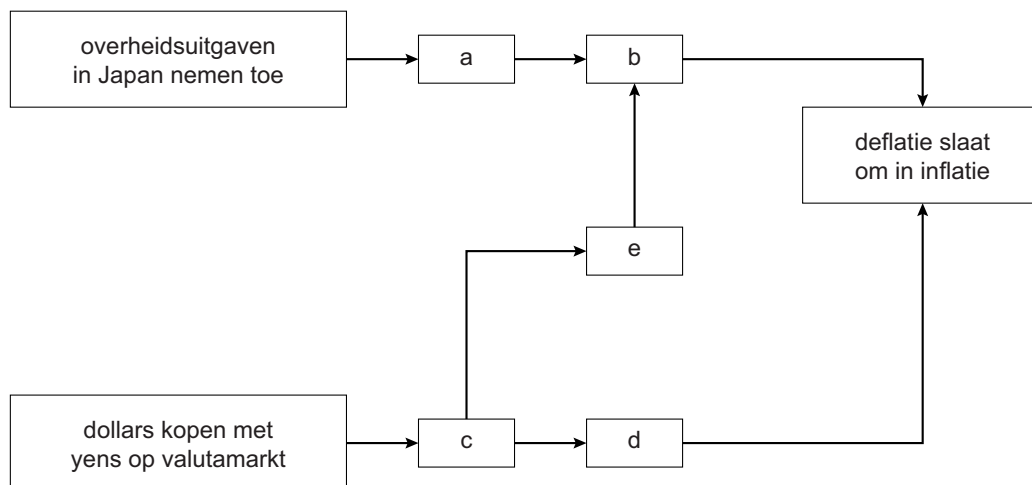 overheidsuitgaven
in Japan nemen toe
a
b
deflatie slaat
om in inflatie
e
dollars kopen met
yens op valutamarkt
c
d